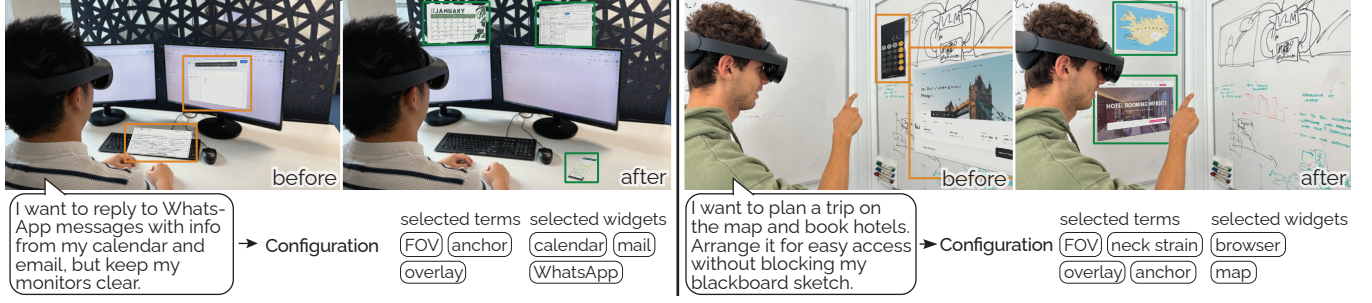 JANUARY
VLM
VLM
HOTEL BOOKING WEBSITE
before
after
before
after
I want to reply to Whats-
App messages with info
from my calendar and
email, but keep my
monitors clear.
Configuration
selected terms
FOV anchor
overlay
selected widgets
calendar mail
WhatsApp
I want to plan a trip on
the map and book hotels.
Arrange it for easy access
without blocking my
blackboard sketch.
Configuration
selected terms
FOV neck strain
overlay anchor
selected widgets
browser
map